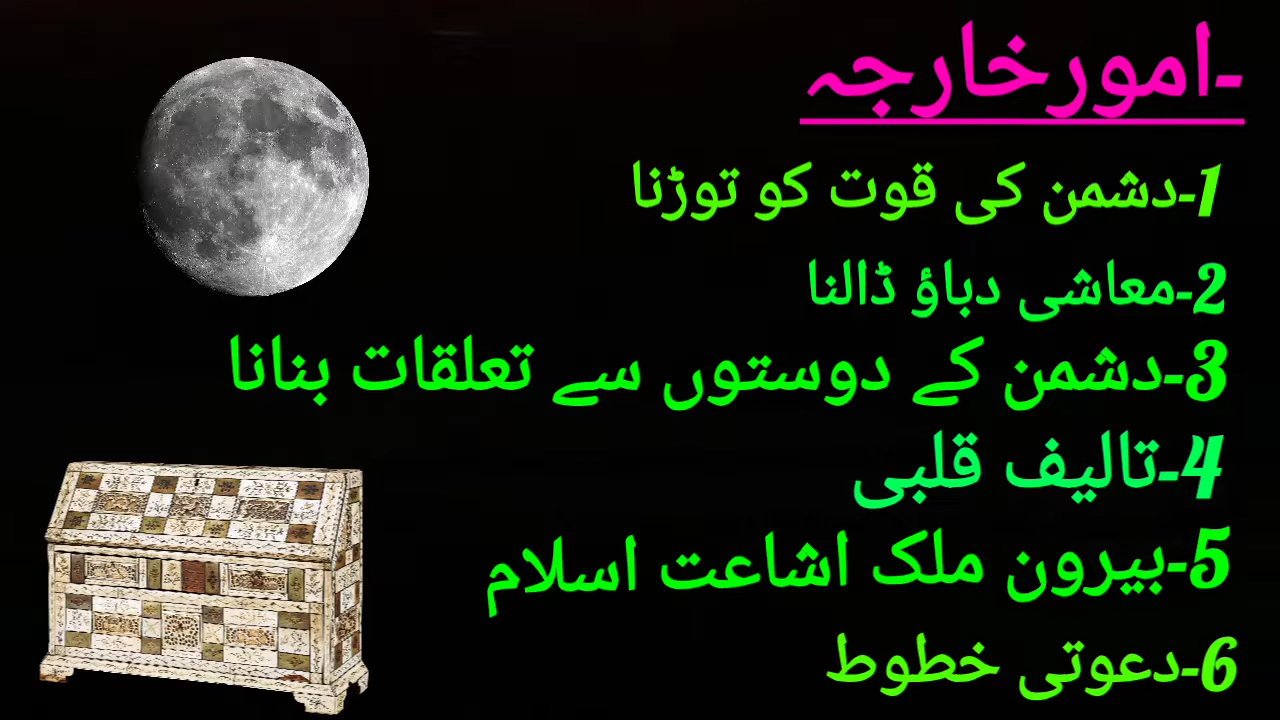 -امورخارجہ
1-دشمن کی قوت کو توڑنا
2-معاشی دباؤ ڈالنا
3-دشمن کے دوستوں سے تعلقات بنانا
4-تالیف قلبی
5-بیرون ملک اشاعت اسلام
6-دعوتی خطوط